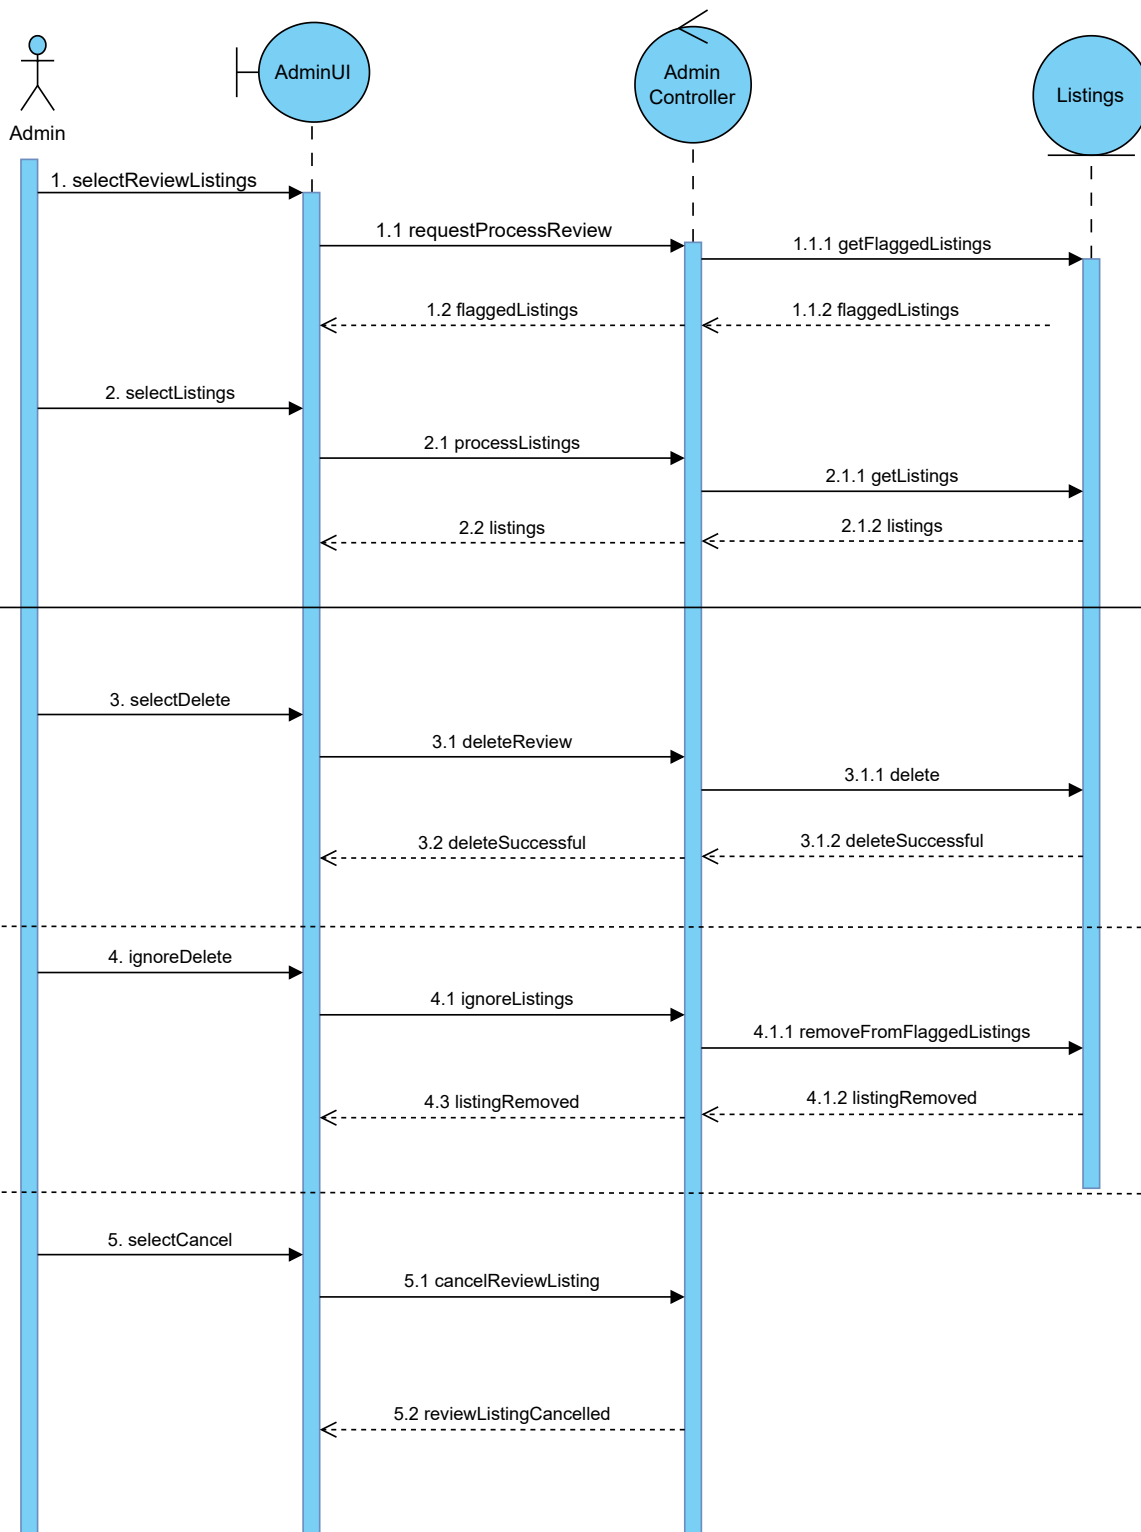 AdminUI
Admin
Controller
Listings
Admin
1. selectReviewListings
1.1 requestProcessReview
1.1.1 getFlaggedListings
1.2 flaggedListings
1.1.2 flaggedListings
2. selectListings
2.1 processListings
2.1.1 getListings
2.2 listings
2.1.2 listings
3. selectDelete
3.1 deleteReview
3.1.1 delete
3.2 deleteSuccessful
3.1.2 deleteSuccessful
4. ignoreDelete
4.1 ignoreListings
4.1.1 removeFromFlaggedListings
4.3 listingRemoved
4.1.2 listingRemoved
5. selectCancel
5.1 cancelReviewListing
5.2 reviewListingCancelled